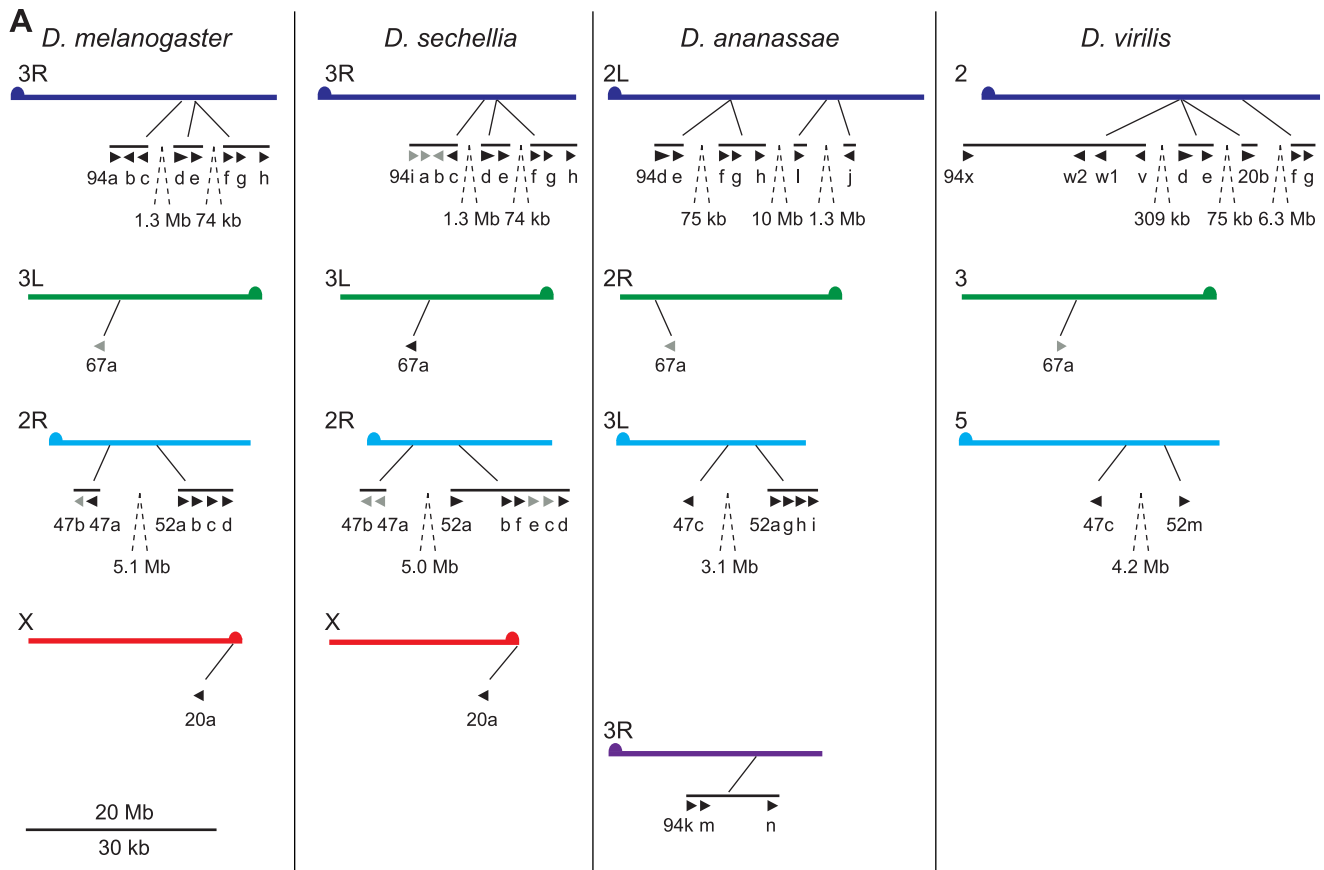 A
D. melanogaster
D. sechellia
D. ananassae
D. virilis
3R
3R
2L
2
94a b c d e f g h
94i a b c d e f g h
94d e f g h l j
94x w2 w1 v d e 20b f g
1.3 Mb 74 kb
1.3 Mb 74 kb
75 kb 10 Mb 1.3 Mb
309 kb 75 kb 6.3 Mb
3L
3L
2R
3
67a
67a
67a
67a
2R
2R
3L
5
47b 47a 52a b c d
47b 47a 52a b f e c d
47c 52a g h i
47c 52m
5.1 Mb
5.0 Mb
3.1 Mb
4.2 Mb
X
X
20a
20a
3R
94k m n
20 Mb
30 kb